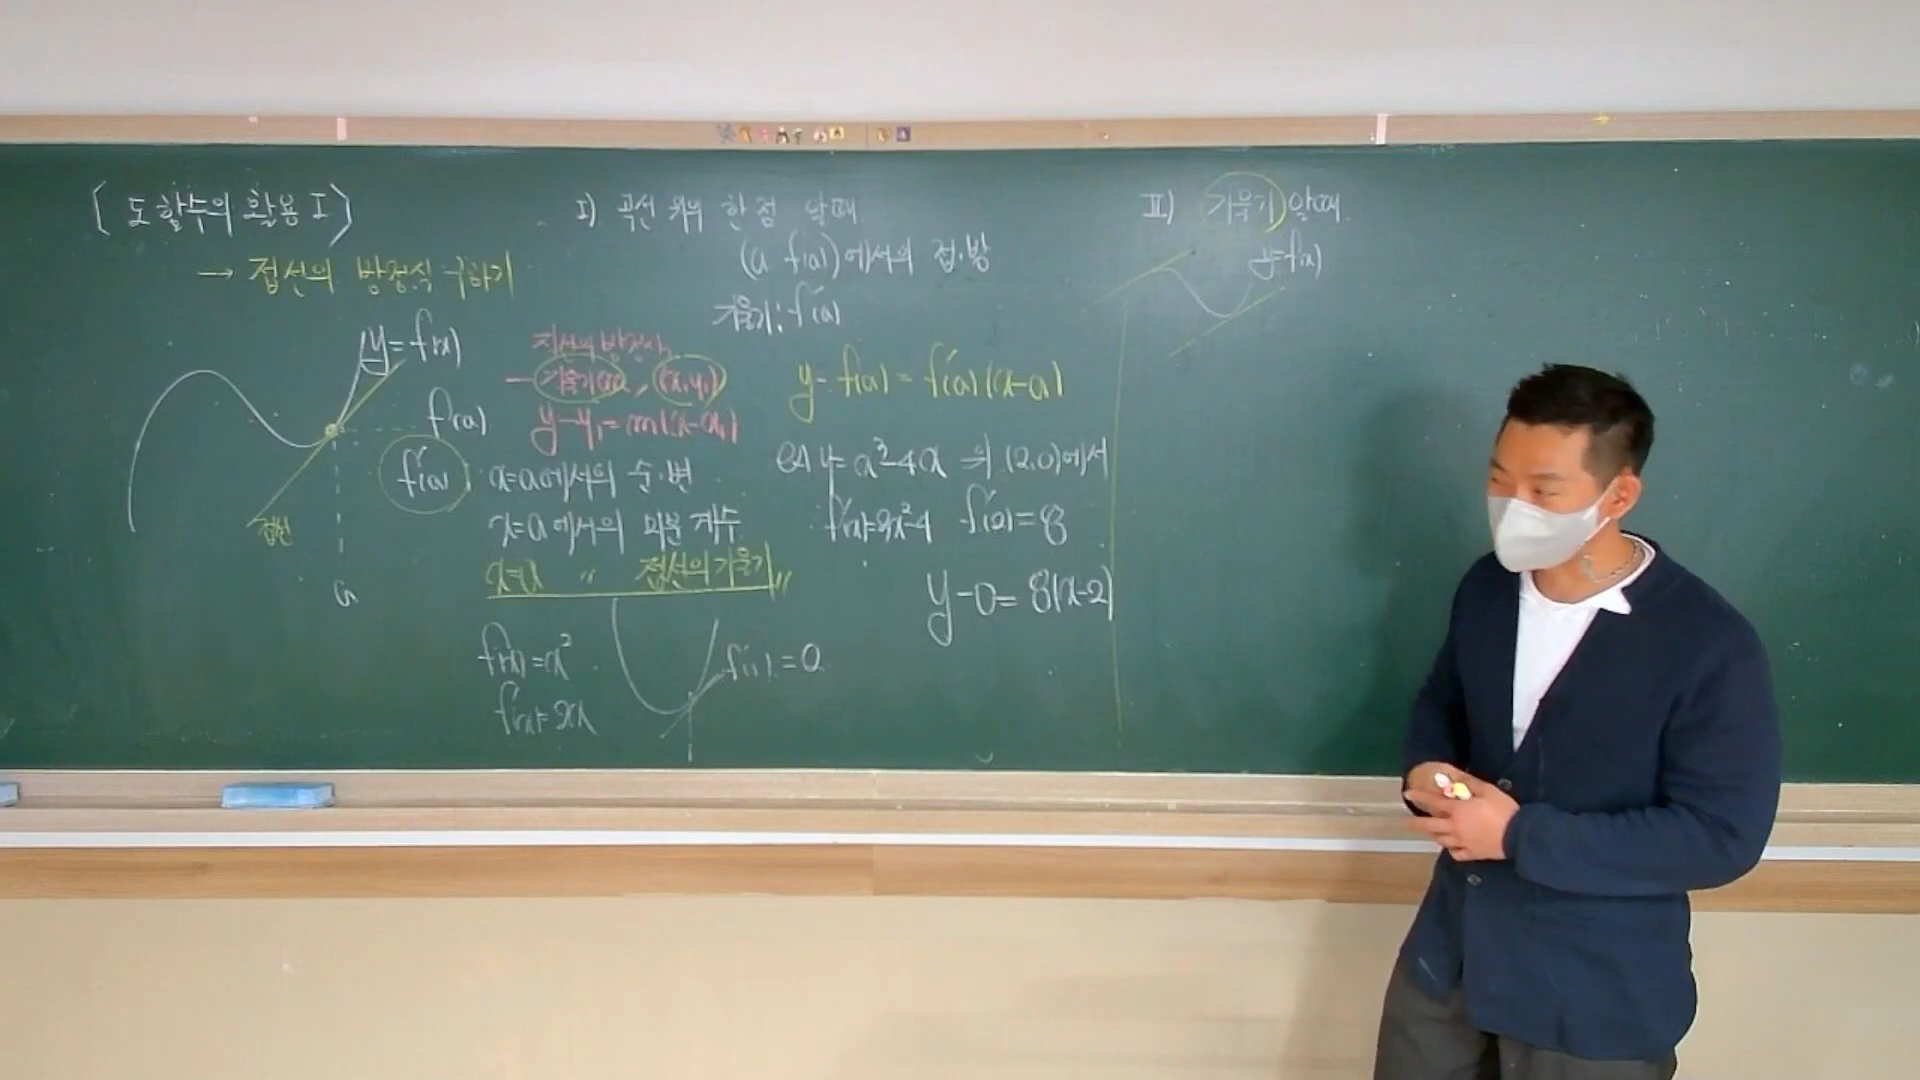 [도함수의 활용 I]
→ 접선의 방정식 구하기
y=f(x)
f(a)
f'(a)
접선
a
직선의 방정식
- 기울기(m), (x₁,y₁)
y-y₁=m(x-x₁)
x=a에서의 순·변
x=a에서의 미분계수
x=a 〃 접선의 기울기
f(x)=x²
f'(x)=2x
f'( )=0
I) 곡선 위의 한 점 알때
(a f(a))에서의 접·방
기울기: f'(a)
y-f(a)=f'(a)(x-a)
ex) y=x³-4x 의 (2,0)에서
f'(x)=3x²-4 f'(2)=8
y-0=8(x-2)
II) 기울기 알때
y=f(x)